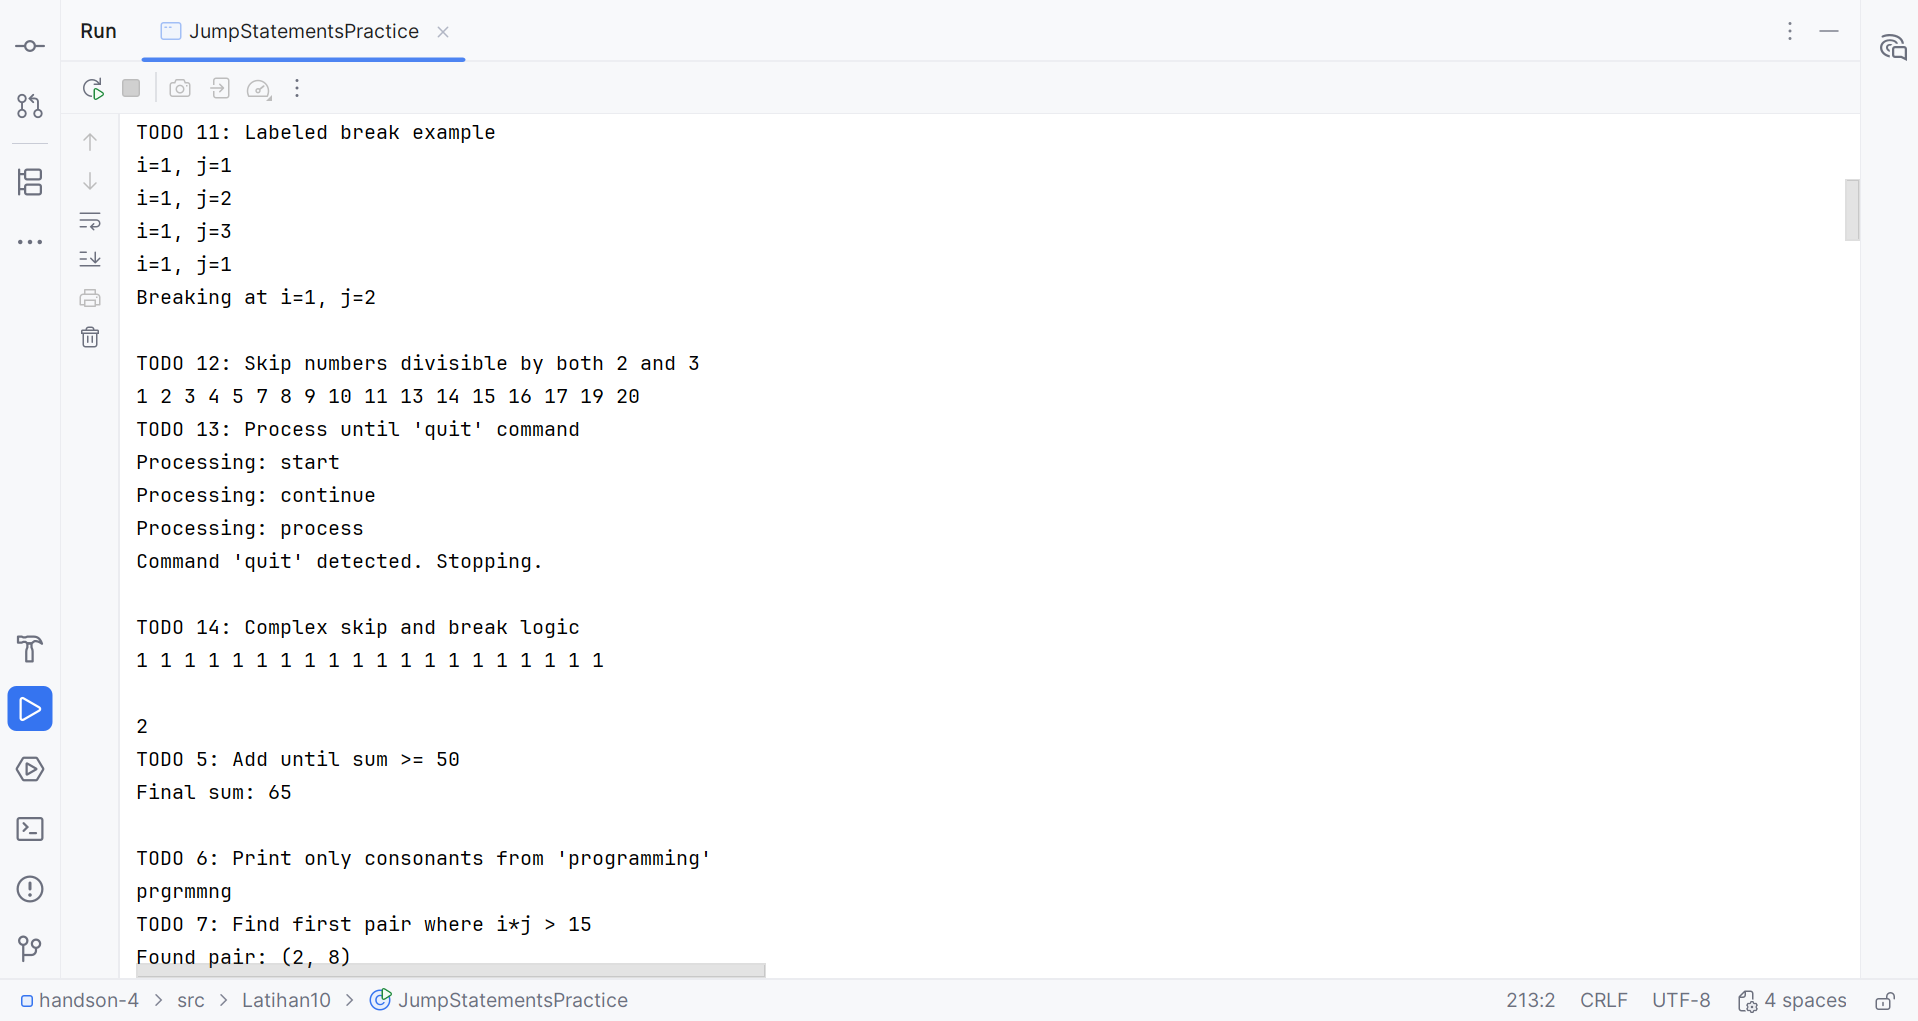 Run JumpStatementsPractice
TODO 11: Labeled break example
i=1, j=1
i=1, j=2
i=1, j=3
i=1, j=1
Breaking at i=1, j=2
TODO 12: Skip numbers divisible by both 2 and 3
1 2 3 4 5 7 8 9 10 11 13 14 15 16 17 19 20
TODO 13: Process until 'quit' command
Processing: start
Processing: continue
Processing: process
Command 'quit' detected. Stopping.
TODO 14: Complex skip and break logic
1 1 1 1 1 1 1 1 1 1 1 1 1 1 1 1 1 1 1 1
2
TODO 5: Add until sum >= 50
Final sum: 65
TODO 6: Print only consonants from 'programming'
prgrmmng
TODO 7: Find first pair where i*j > 15
Found pair: (2, 8)
handson-4 > src > Latihan10 > JumpStatementsPractice 213:2 CRLF UTF-8 4 spaces